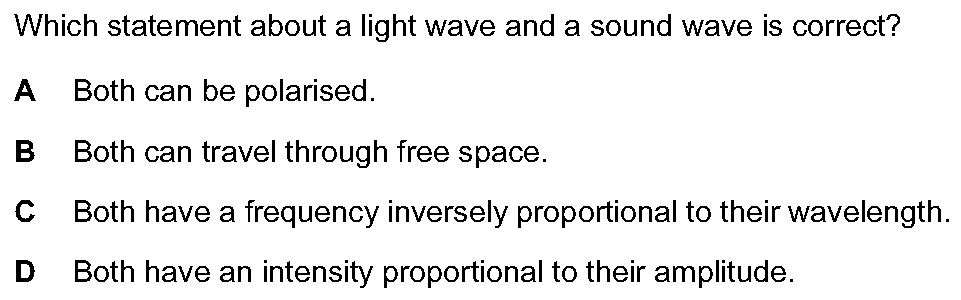 Which statement about a light wave and a sound wave is correct?
A Both can be polarised.
B Both can travel through free space.
C Both have a frequency inversely proportional to their wavelength.
D Both have an intensity proportional to their amplitude.